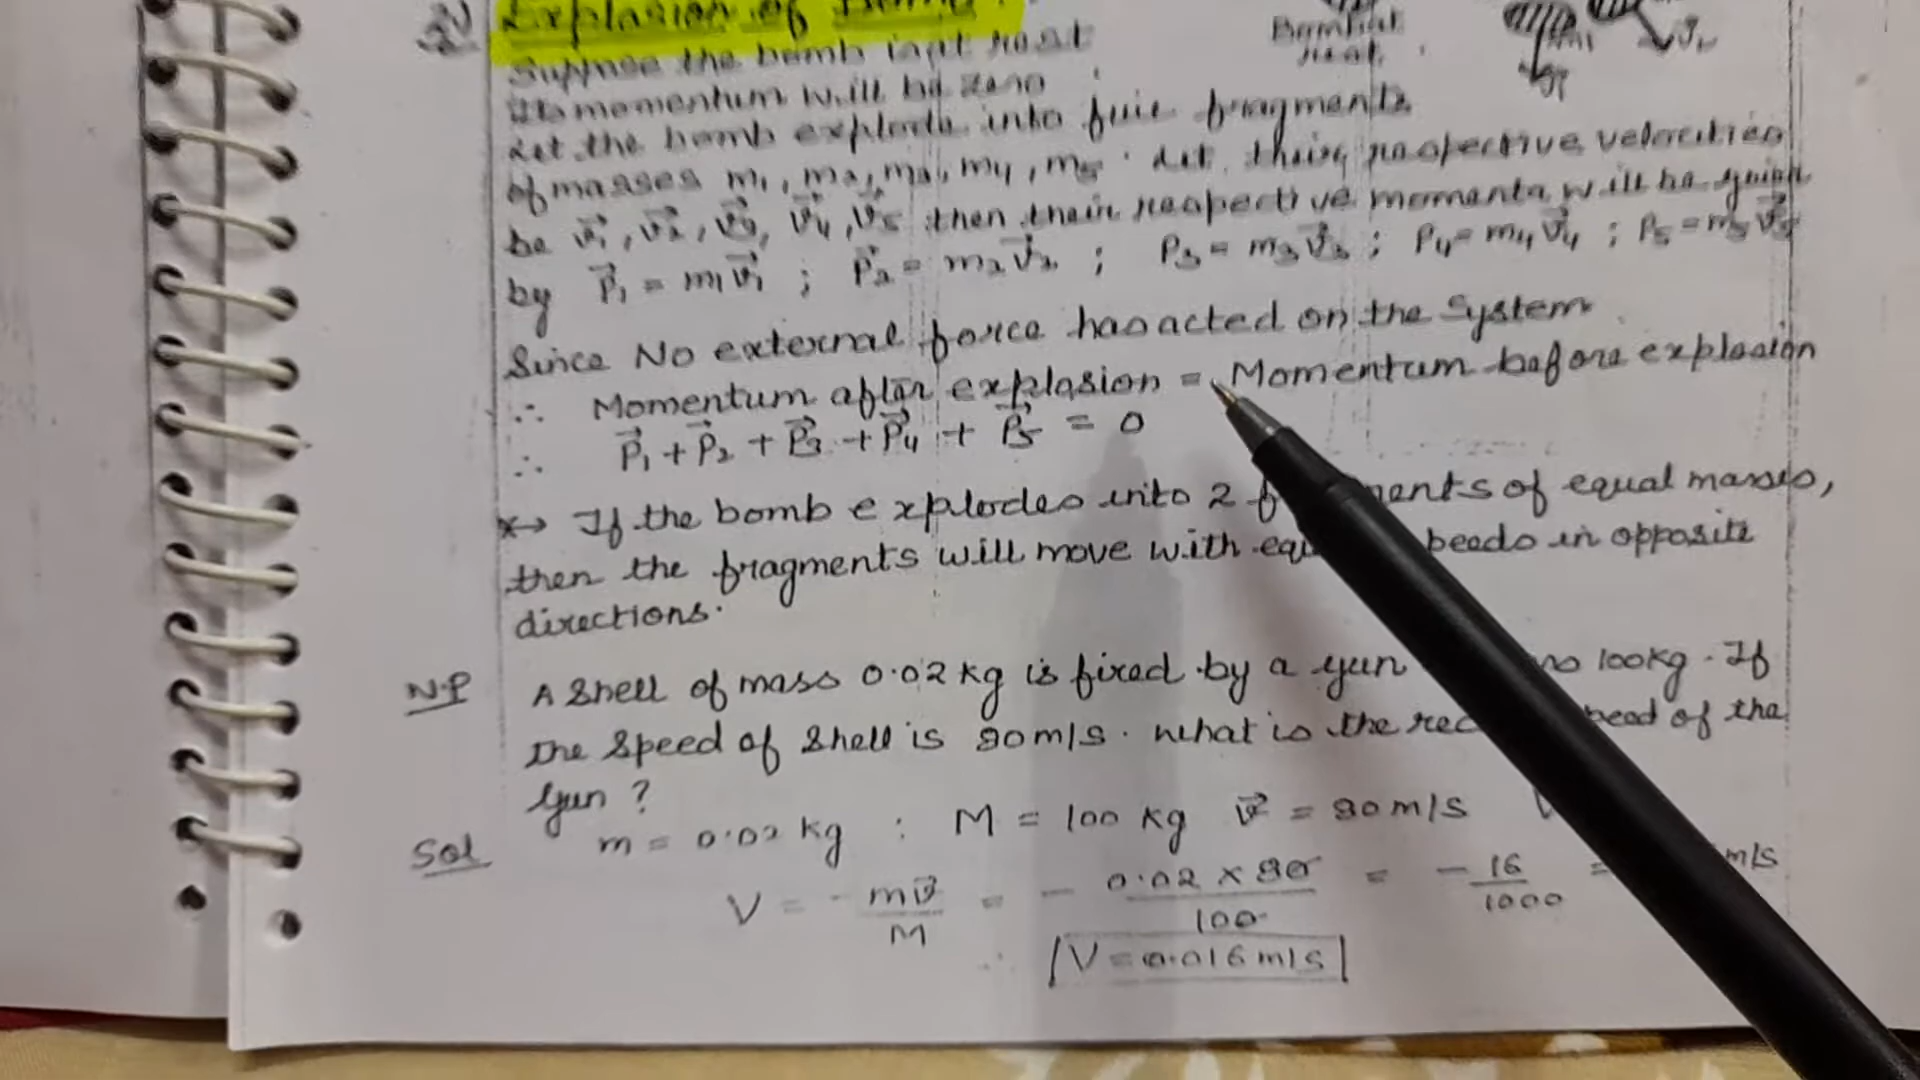 2) Explosion of Bomb :
Suppose the bomb is at rest
Bomb at
rest.
Its momentum will be zero
Let the bomb explode into five fragments
of masses m₁, m₂, m₃, m₄, m₅. Let their respective velocities
be v⃗₁, v⃗₂, v⃗₃, v⃗₄, v⃗₅ then their respective momenta will be given
by P⃗₁ = m₁v⃗₁ ; P⃗₂ = m₂v⃗₂ ; P₃ = m₃v⃗₃ ; P₄ = m₄v⃗₄ ; P₅ = m₅v⃗₅
Since No external force has acted on the System
∴ Momentum after explosion = Momentum before explosion
∴ P⃗₁ + P⃗₂ + P⃗₃ + P⃗₄ + P⃗₅ = 0
*→ If the bomb explodes into 2 of equal masses,
then the fragments will move with in opposite
directions.
N.P A Shell of mass 0.02 kg is fired by a gun 100kg. If
the Speed of Shell is 80m/s. what is the of the
gun ?
Sol m = 0.02 kg : M = 100 kg v⃗ = 80 m/s
V = - mv⃗/M = - 0.02 × 80/100 = - 16/1000 = m/s
∴ V = 0.016 m/s